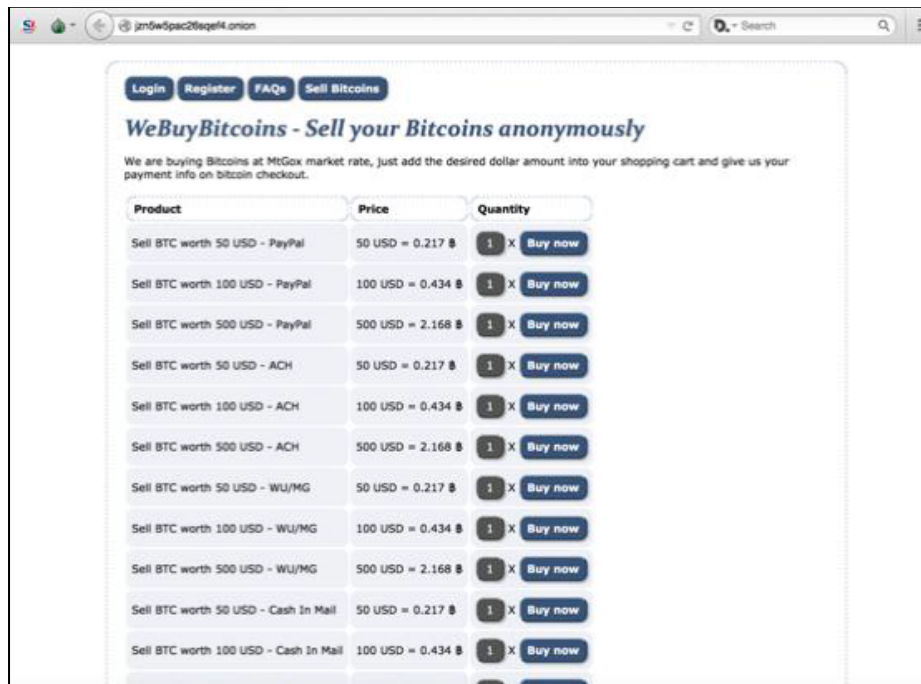 jzn5w5pac26sqef4.onion
Search
Login Register FAQs Sell Bitcoins
WeBuyBitcoins - Sell your Bitcoins anonymously
We are buying Bitcoins at MtGox market rate, just add the desired dollar amount into your shopping cart and give us your
payment info on bitcoin checkout.
Product Price Quantity
Sell BTC worth 50 USD - PayPal 50 USD = 0.217 ฿ 1 X Buy now
Sell BTC worth 100 USD - PayPal 100 USD = 0.434 ฿ 1 X Buy now
Sell BTC worth 500 USD - PayPal 500 USD = 2.168 ฿ 1 X Buy now
Sell BTC worth 50 USD - ACH 50 USD = 0.217 ฿ 1 X Buy now
Sell BTC worth 100 USD - ACH 100 USD = 0.434 ฿ 1 X Buy now
Sell BTC worth 500 USD - ACH 500 USD = 2.168 ฿ 1 X Buy now
Sell BTC worth 50 USD - WU/MG 50 USD = 0.217 ฿ 1 X Buy now
Sell BTC worth 100 USD - WU/MG 100 USD = 0.434 ฿ 1 X Buy now
Sell BTC worth 500 USD - WU/MG 500 USD = 2.168 ฿ 1 X Buy now
Sell BTC worth 50 USD - Cash In Mail 50 USD = 0.217 ฿ 1 X Buy now
Sell BTC worth 100 USD - Cash In Mail 100 USD = 0.434 ฿ 1 X Buy now